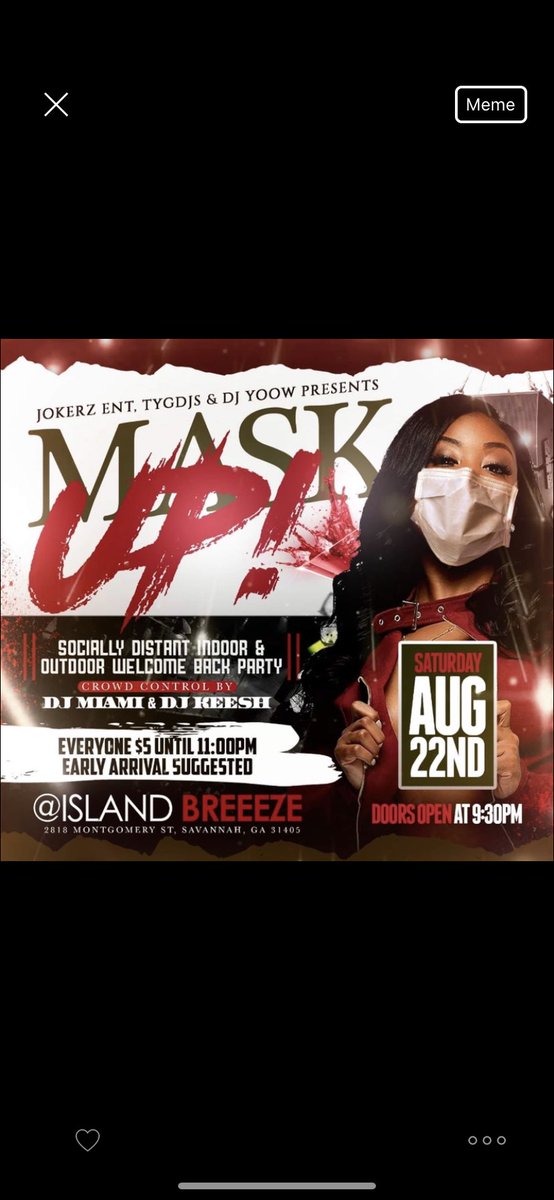 Meme
JOKERZ ENT, TYGDJS & DJ YOOW PRESENTS
MASK
UP!
SOCIALLY DISTANT INDOOR &
OUTDOOR WELCOME BACK PARTY
CROWD CONTROL BY
DJ MIAMI & DJ KEESH
EVERYONE $5 UNTIL 11:00PM
EARLY ARRIVAL SUGGESTED
@ISLAND BREEEZE
2818 MONTGOMERY ST, SAVANNAH, GA 31405
SATURDAY
AUG
22ND
DOORS OPEN AT 9:30PM